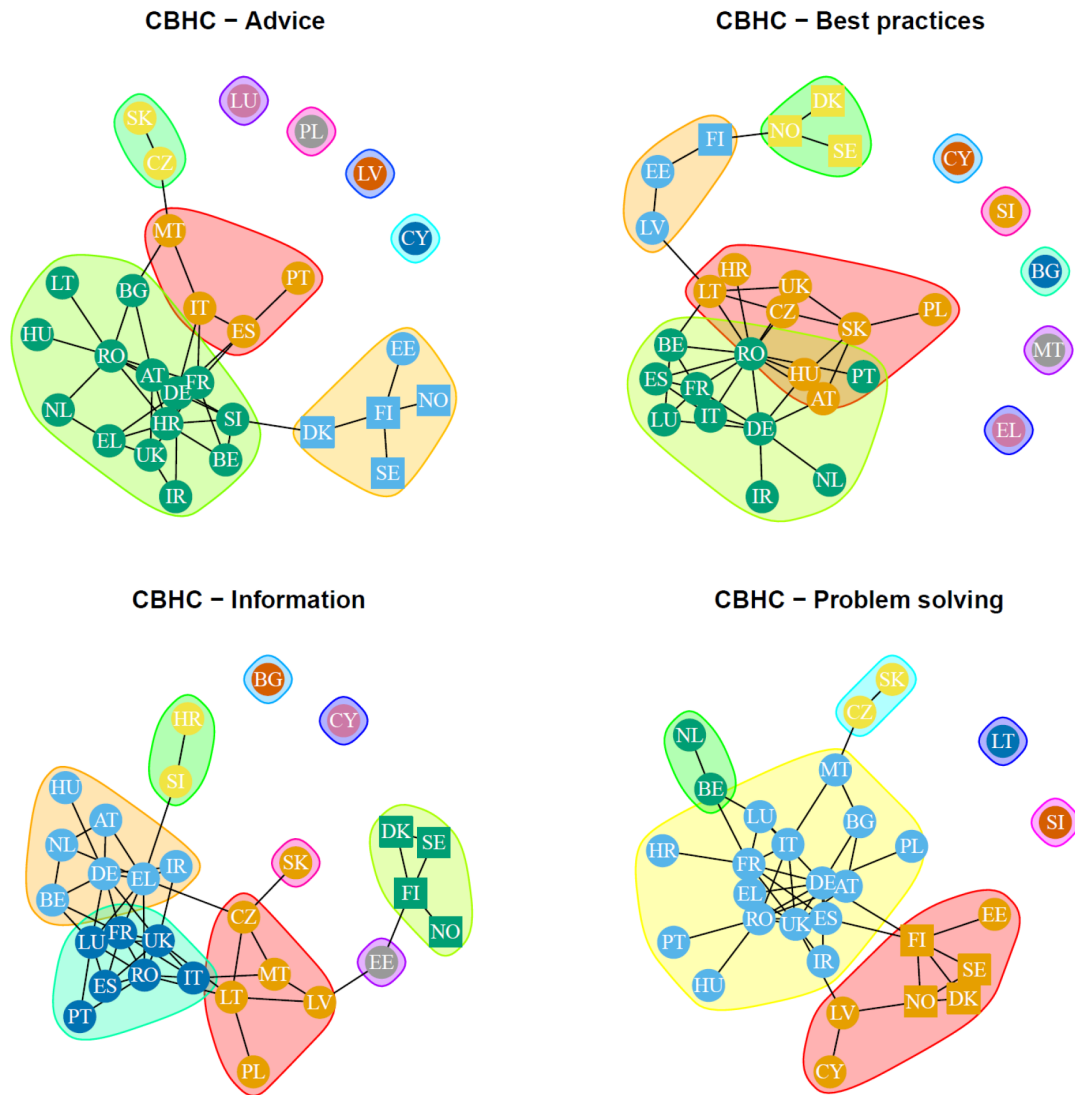 CBHC − Advice
SK
CZ
LU
PL
LV
CY
MT
PT
IT
ES
LT
BG
HU
RO
AT
DE
FR
NL
EL
HR
SI
UK
BE
IR
EE
DK
FI
NO
SE
CBHC − Best practices
DK
NO
SE
FI
EE
LV
CY
SI
BG
MT
EL
HR
LT
UK
CZ
SK
PL
BE
RO
HU
PT
ES
FR
AT
LU
IT
DE
NL
IR
CBHC − Information
BG
CY
HR
SI
HU
AT
NL
DE
EL
IR
BE
LU
FR
UK
ES
RO
IT
PT
SK
CZ
MT
LT
LV
PL
EE
DK
SE
FI
NO
CBHC − Problem solving
SK
CZ
LT
SI
NL
BE
MT
LU
BG
IT
HR
FR
PL
EL
DE
AT
RO
UK
ES
PT
IR
HU
EE
FI
SE
NO
DK
LV
CY